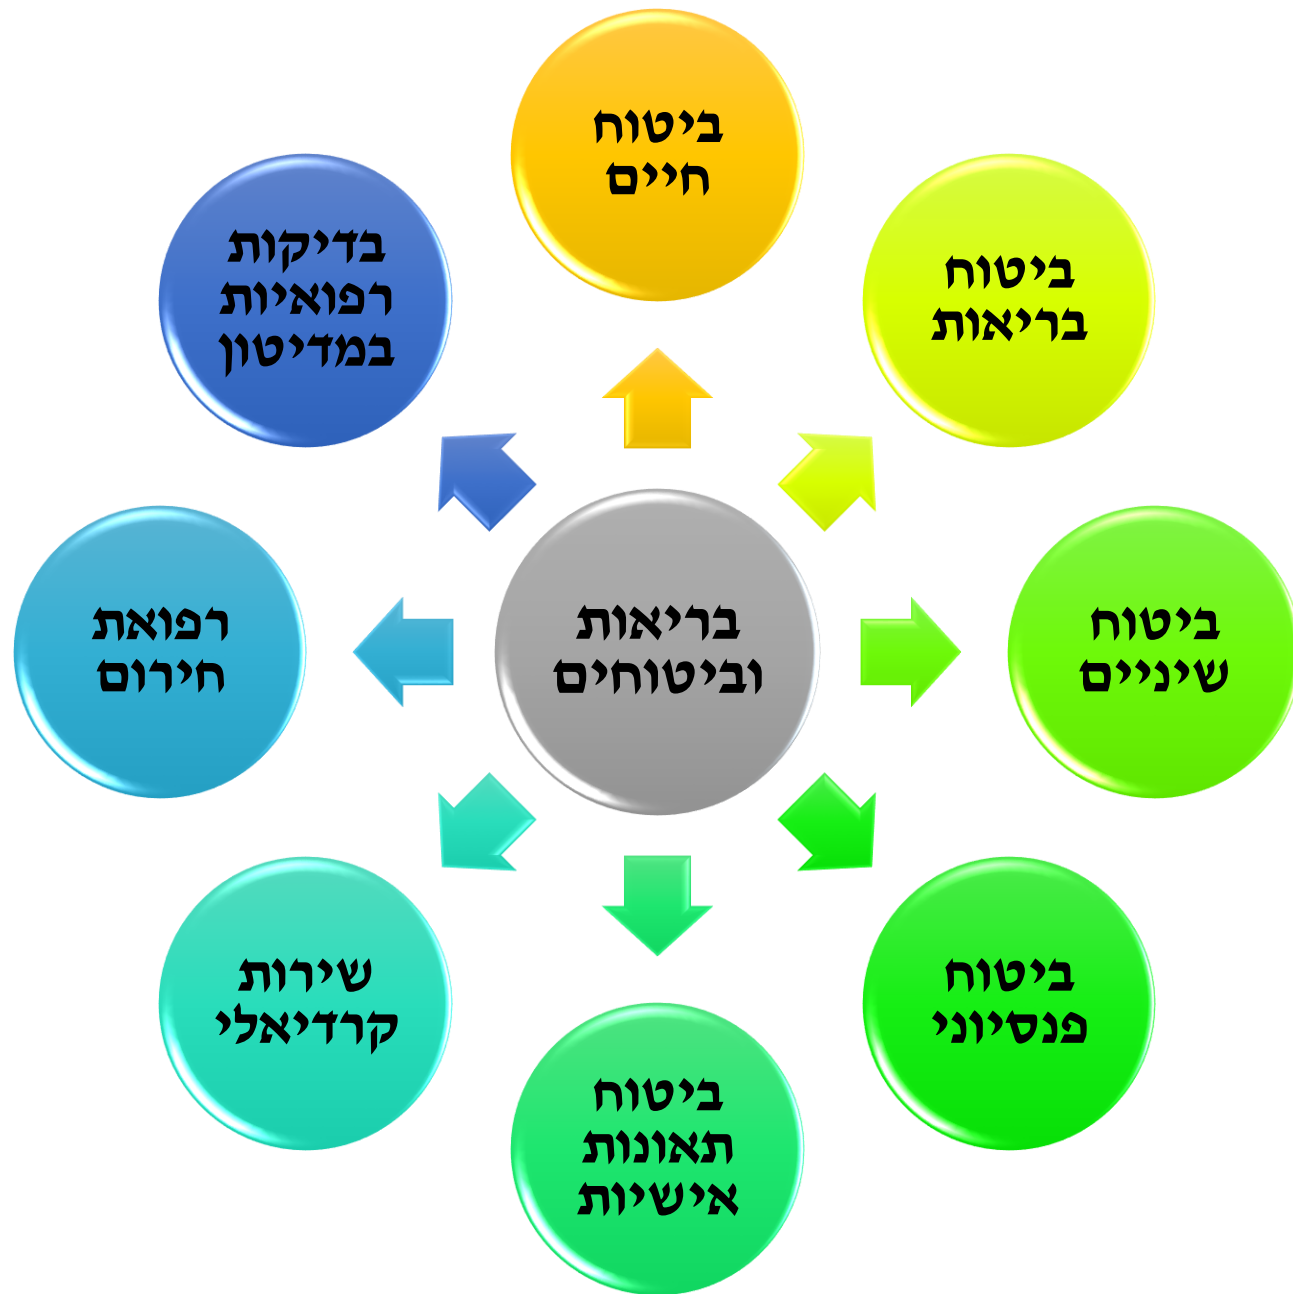 ביטוח
חיים
ביטוח
בריאות
ביטוח
שיניים
ביטוח
פנסיוני
ביטוח
תאונות
אישיות
שירות
קרדיאלי
רפואת
חירום
בדיקות
רפואיות
במדיטון
בריאות
וביטוחים